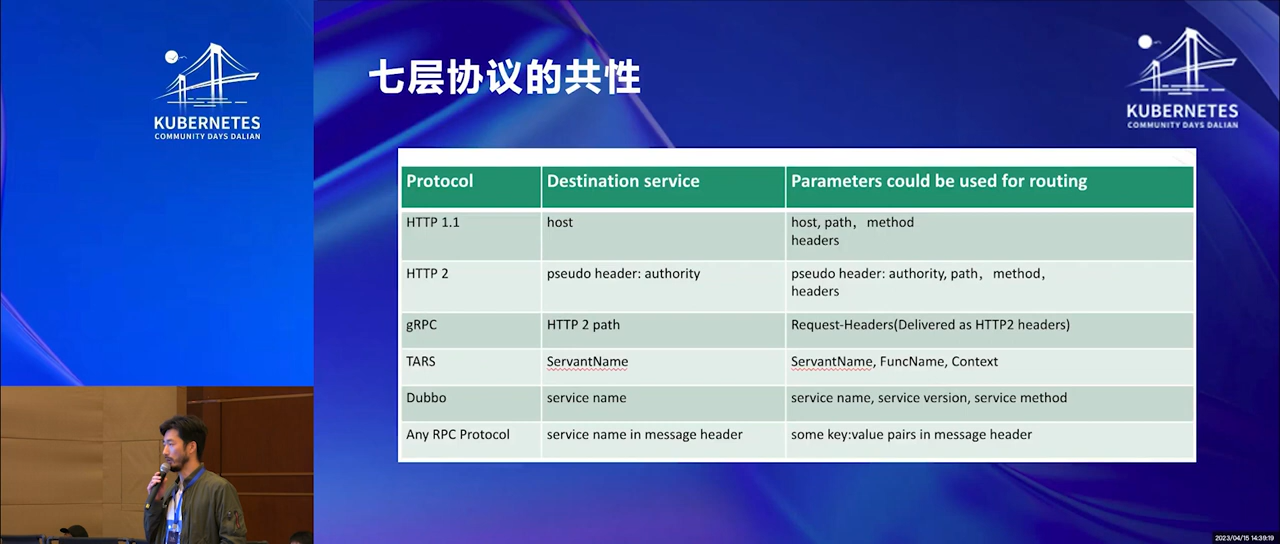 KUBERNETES
COMMUNITY DAYS DALIAN
七层协议的共性
KUBERNETES
COMMUNITY DAYS DALIAN
Protocol
Destination service
Parameters could be used for routing
HTTP 1.1
host
host, path，method
headers
HTTP 2
pseudo header: authority
pseudo header: authority, path，method，
headers
gRPC
HTTP 2 path
Request-Headers(Delivered as HTTP2 headers)
TARS
ServantName
ServantName, FuncName, Context
Dubbo
service name
service name, service version, service method
Any RPC Protocol
service name in message header
some key:value pairs in message header
2023/04/15 14:39:19